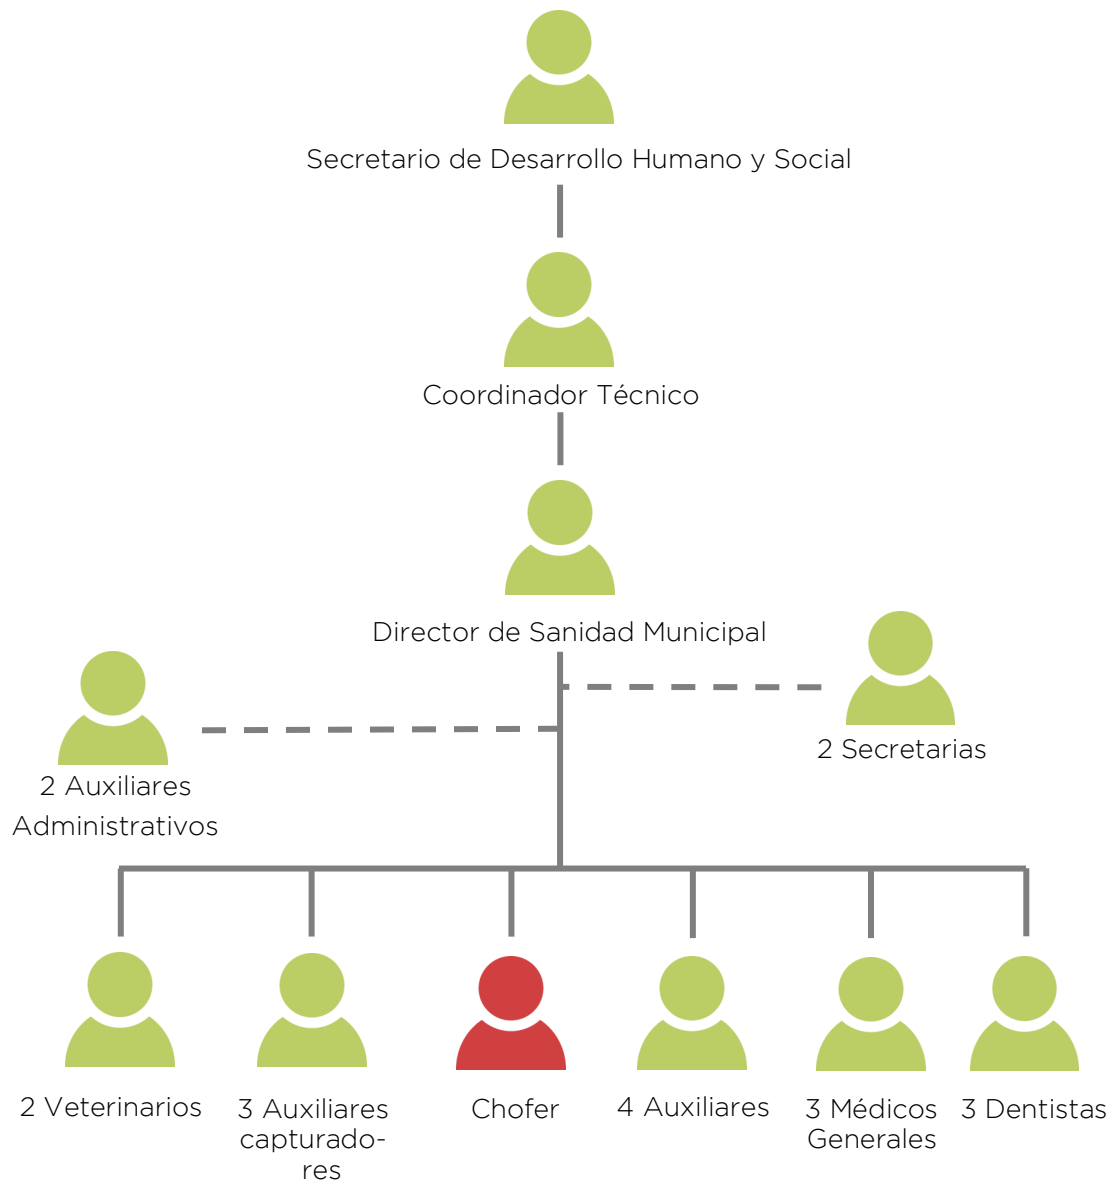 Secretario de Desarrollo Humano y Social
Coordinador Técnico
Director de Sanidad Municipal
2 Secretarias
2 Auxiliares
Administrativos
2 Veterinarios
3 Auxiliares
capturado-
res
Chofer
4 Auxiliares
3 Médicos
Generales
3 Dentistas